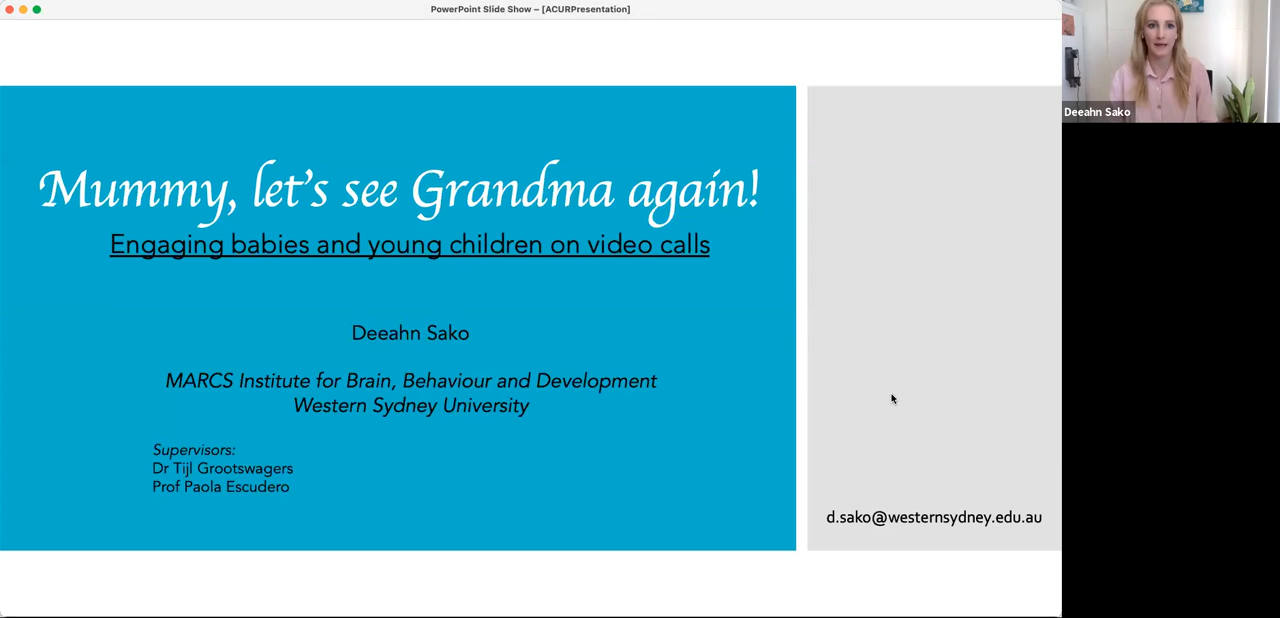 PowerPoint Slide Show – [ACURPresentation]
Mummy, let's see Grandma again!
Engaging babies and young children on video calls
Deeahn Sako
MARCS Institute for Brain, Behaviour and Development
Western Sydney University
Supervisors:
Dr Tijl Grootswagers
Prof Paola Escudero
d.sako@westernsydney.edu.au
Deeahn Sako